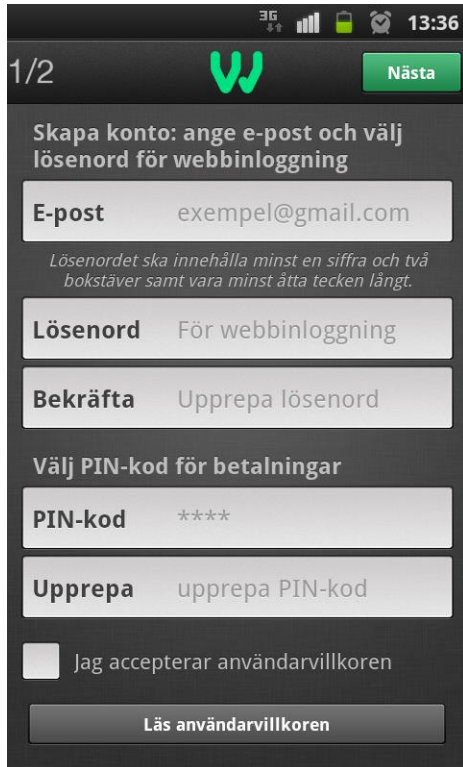 3G 13:36
1/2 Nästa
Skapa konto: ange e-post och välj
lösenord för webbinloggning
E-post exempel@gmail.com
Lösenordet ska innehålla minst en siffra och två
bokstäver samt vara minst åtta tecken långt.
Lösenord För webbinloggning
Bekräfta Upprepa lösenord
Välj PIN-kod för betalningar
PIN-kod ****
Upprepa upprepa PIN-kod
Jag accepterar användarvillkoren
Läs användarvillkoren